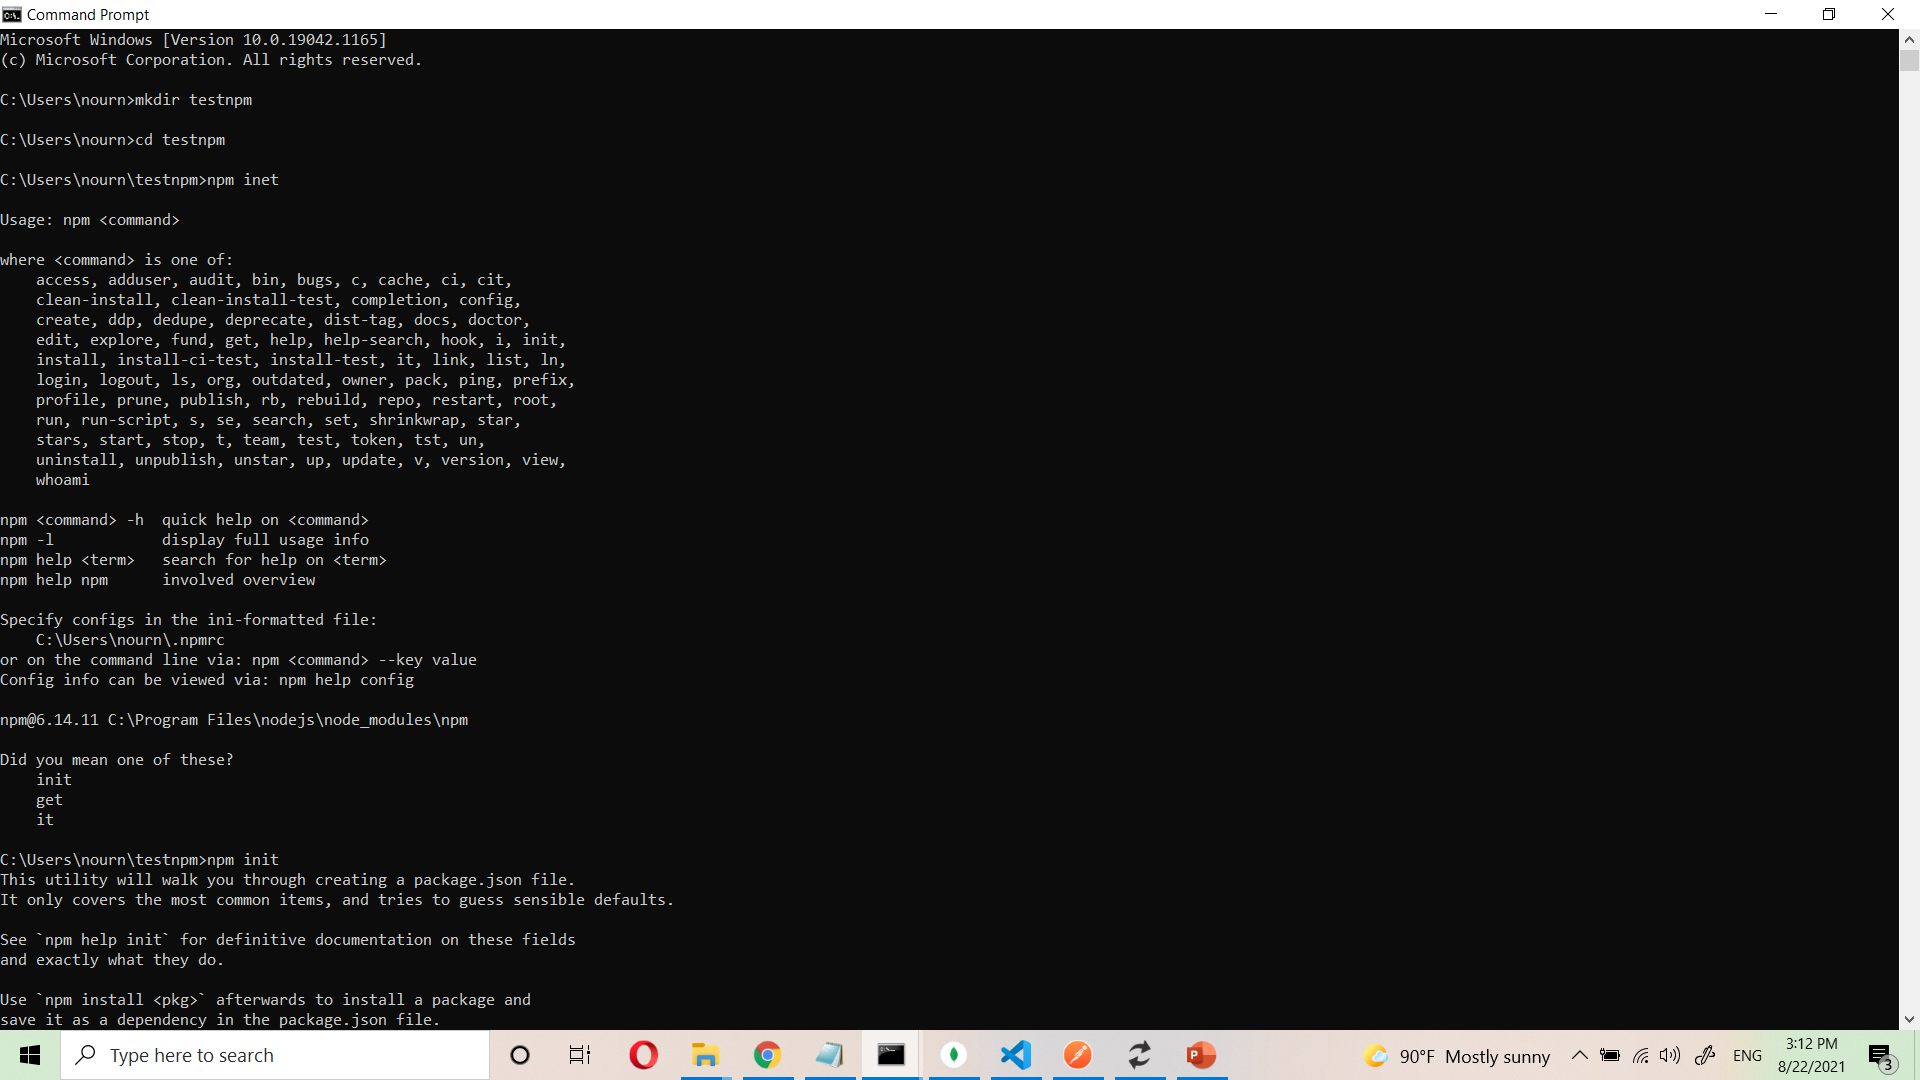 Command Prompt
Microsoft Windows [Version 10.0.19042.1165]
(c) Microsoft Corporation. All rights reserved.
C:\Users\nourn>mkdir testnpm
C:\Users\nourn>cd testnpm
C:\Users\nourn\testnpm>npm inet
Usage: npm <command>
where <command> is one of:
    access, adduser, audit, bin, bugs, c, cache, ci, cit,
    clean-install, clean-install-test, completion, config,
    create, ddp, dedupe, deprecate, dist-tag, docs, doctor,
    edit, explore, fund, get, help, help-search, hook, i, init,
    install, install-ci-test, install-test, it, link, list, ln,
    login, logout, ls, org, outdated, owner, pack, ping, prefix,
    profile, prune, publish, rb, rebuild, repo, restart, root,
    run, run-script, s, se, search, set, shrinkwrap, star,
    stars, start, stop, t, team, test, token, tst, un,
    uninstall, unpublish, unstar, up, update, v, version, view,
    whoami
npm <command> -h  quick help on <command>
npm -l            display full usage info
npm help <term>   search for help on <term>
npm help npm      involved overview
Specify configs in the ini-formatted file:
    C:\Users\nourn\.npmrc
or on the command line via: npm <command> --key value
Config info can be viewed via: npm help config
npm@6.14.11 C:\Program Files\nodejs\node_modules\npm
Did you mean one of these?
    init
    get
    it
C:\Users\nourn\testnpm>npm init
This utility will walk you through creating a package.json file.
It only covers the most common items, and tries to guess sensible defaults.
See `npm help init` for definitive documentation on these fields
and exactly what they do.
Use `npm install <pkg>` afterwards to install a package and
save it as a dependency in the package.json file.
Type here to search
90°F Mostly sunny
ENG
3:12 PM
8/22/2021
3